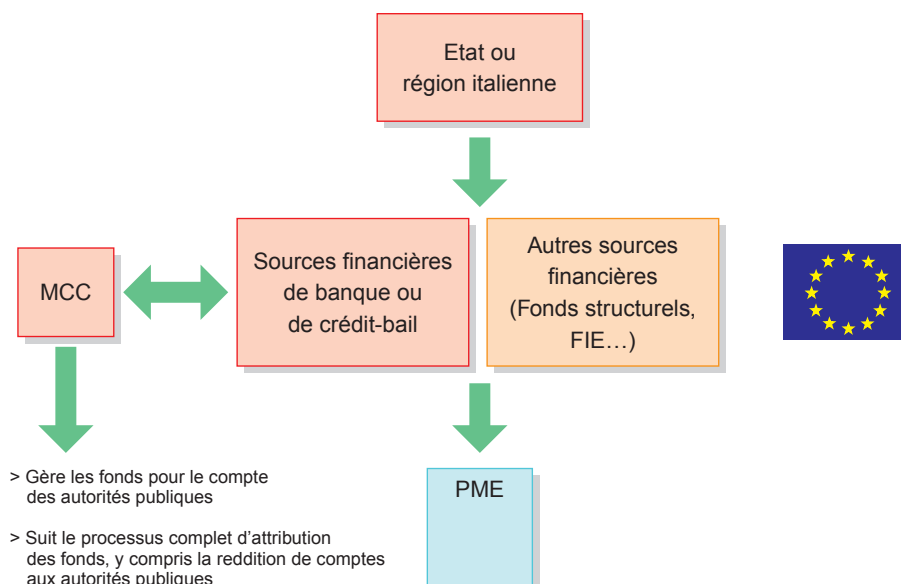 Etat ou
région italienne
MCC
Sources financières
de banque ou
de crédit-bail
Autres sources
financières
(Fonds structurels,
FIE…)
> Gère les fonds pour le compte
des autorités publiques
> Suit le processus complet d’attribution
des fonds, y compris la reddition de comptes
aux autorités publiques
PME